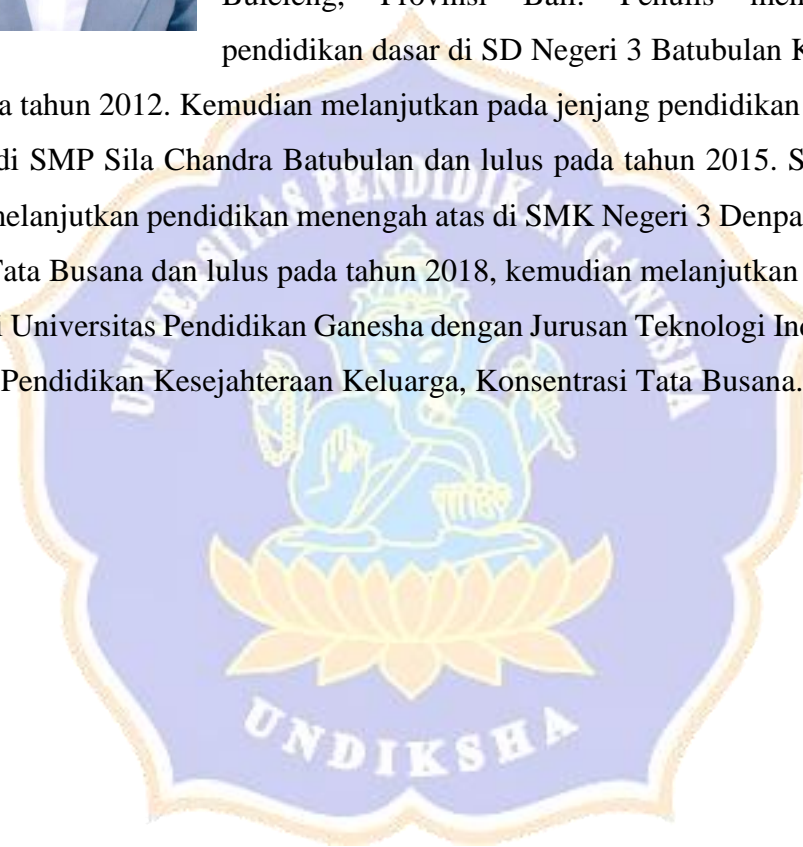 Buleleng, Provinsi Bali. Penulis
pendidikan dasar di SD Negeri 3 Batubulan
tahun 2012. Kemudian melanjutkan pada jenjang pendidikan
di SMP Sila Chandra Batubulan dan lulus pada tahun 2015.
melanjutkan pendidikan menengah atas di SMK Negeri 3
Tata Busana dan lulus pada tahun 2018, kemudian melanjutkan
Universitas Pendidikan Ganesha dengan Jurusan Teknologi
Pendidikan Kesejahteraan Keluarga, Konsentrasi Tata Busana.
UNIVERSITAS PENDIDIKAN GANESHA
UNDIKSHA